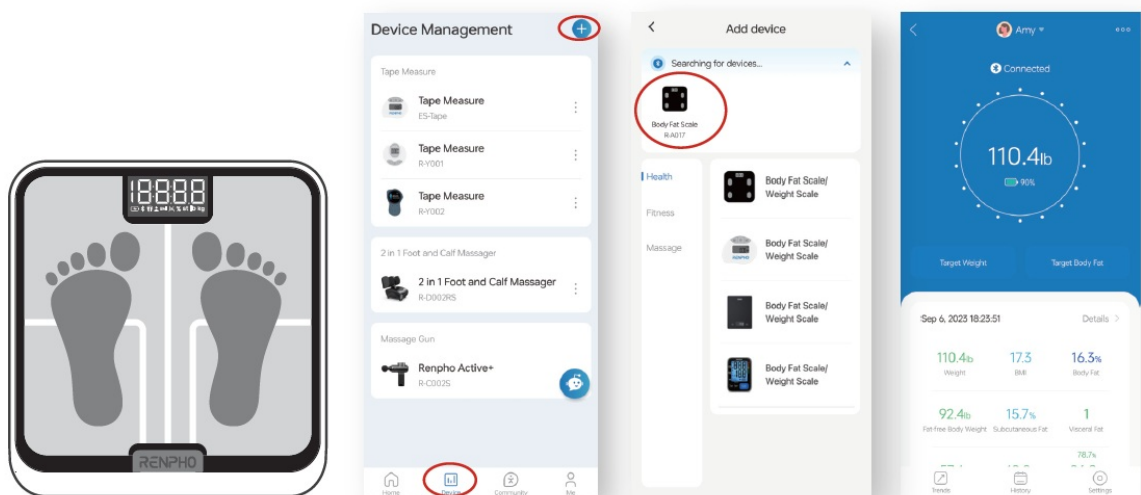 18888
st lb kg
RENPHO
Device Management
Tape Measure
Tape Measure
ES-Tape
Tape Measure
R-Y001
Tape Measure
R-Y002
2 in 1 Foot and Calf Massager
2 in 1 Foot and Calf Massager
R-D002RS
Massage Gun
Renpho Active+
R-C002S
Home
Device
Community
Me
Add device
Searching for devices...
Body Fat Scale
R-A017
Health
Fitness
Massage
Body Fat Scale/
Weight Scale
Body Fat Scale/
Weight Scale
RENPHO
Body Fat Scale/
Weight Scale
Body Fat Scale/
Weight Scale
Amy
Connected
110.4lb
90%
Target Weight
Target Body Fat
Sep 6, 2023 18:23:51
Details >
110.4lb 17.3 16.3%
Weight BMI Body Fat
92.4lb 15.7% 1
Fat-free Body Weight Subcutaneous Fat Visceral Fat
78.7%
Trends
History
Settings